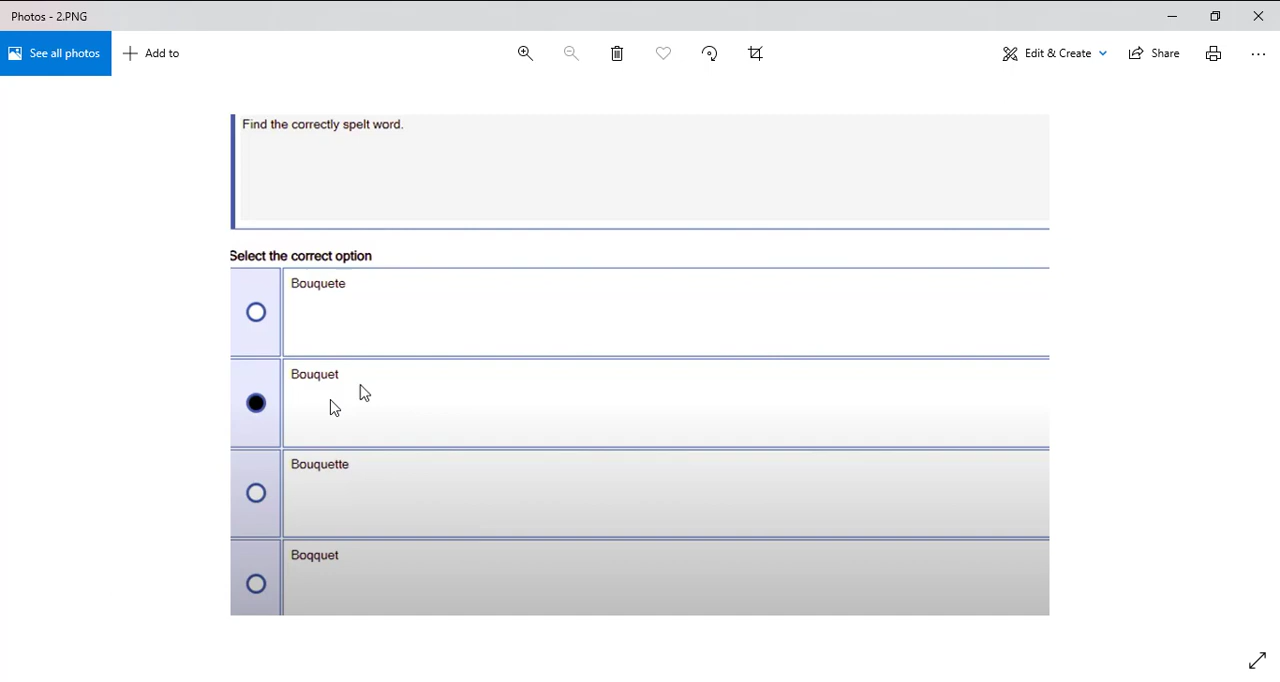 Photos - 2.PNG
See all photos
Add to
Edit & Create
Share
Find the correctly spelt word.
Select the correct option
Bouquete
Bouquet
Bouquette
Boqquet